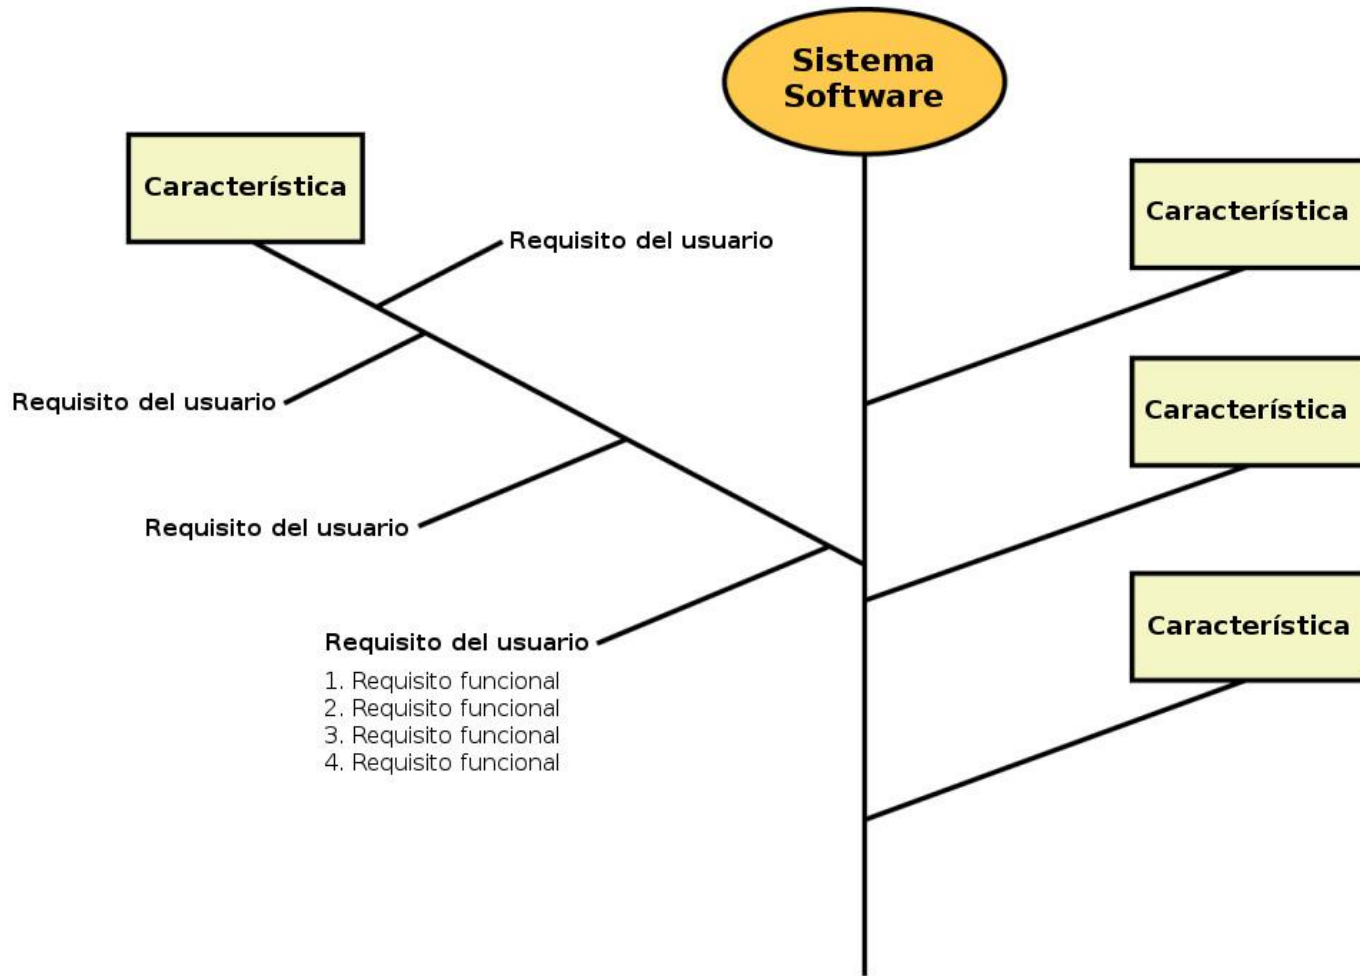 Sistema
Software
Característica
Característica
Requisito del usuario
Requisito del usuario
Característica
Requisito del usuario
Característica
Requisito del usuario
1. Requisito funcional
2. Requisito funcional
3. Requisito funcional
4. Requisito funcional